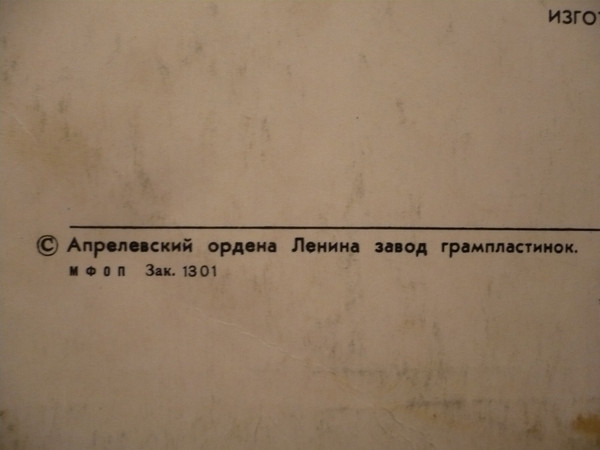 ИЗГОТ
© Апрелевский ордена Ленина завод грампластинок.
МФОП Зак. 1301